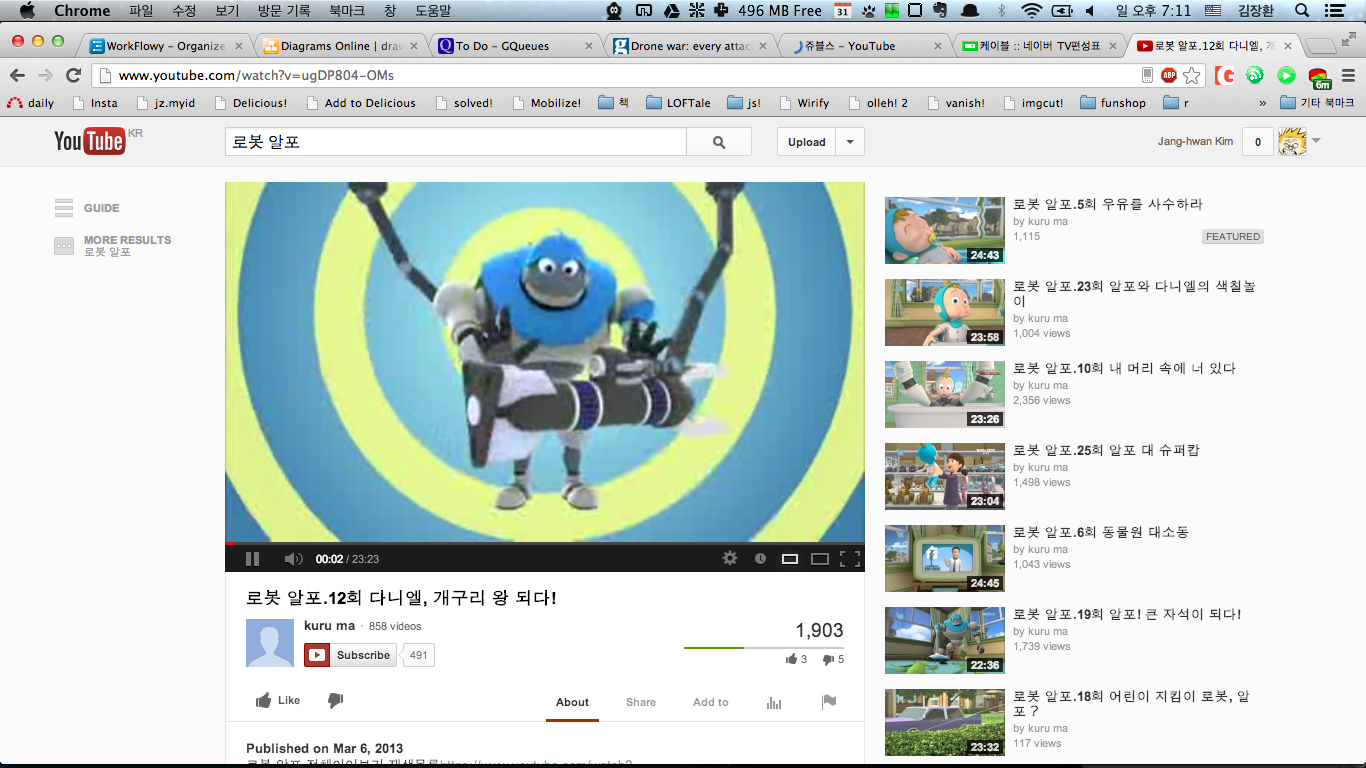 Chrome 파일 수정 보기 방문 기록 북마크 창 도움말 496 MB Free 31 일 오후 7:11 김장환
WorkFlowy – Organize Diagrams Online | draw To Do – GQueues Drone war: every attac 쥬블스 – YouTube 케이블 :: 네이버 TV편성표 로봇 알포.12회 다니엘, 개
www.youtube.com/watch?v=ugDP804-OMs ABP 6m
daily Insta jz.myid Delicious! Add to Delicious solved! Mobilize! 책 LOFTale js! Wirify olleh! 2 vanish! imgcut! funshop r » 기타 북마크
YouTube KR 로봇 알포 Upload Jang-hwan Kim 0
GUIDE
MORE RESULTS
로봇 알포
00:02 / 23:23
로봇 알포.12회 다니엘, 개구리 왕 되다!
kuru ma · 858 videos
Subscribe 491
1,903
3 5
Like About Share Add to
Published on Mar 6, 2013
로봇 알포.5회 우유를 사수하라
by kuru ma
1,115
FEATURED
24:43
로봇 알포.23회 알포와 다니엘의 색칠놀
이
by kuru ma
1,004 views
23:58
로봇 알포.10회 내 머리 속에 너 있다
by kuru ma
2,356 views
23:26
로봇 알포.25회 알포 대 슈퍼캅
by kuru ma
1,498 views
23:04
로봇 알포.6회 동물원 대소동
by kuru ma
1,043 views
24:45
로봇 알포.19회 알포! 큰 자석이 되다!
by kuru ma
1,739 views
22:36
로봇 알포.18회 어린이 지킴이 로봇, 알
포?
by kuru ma
117 views
23:32